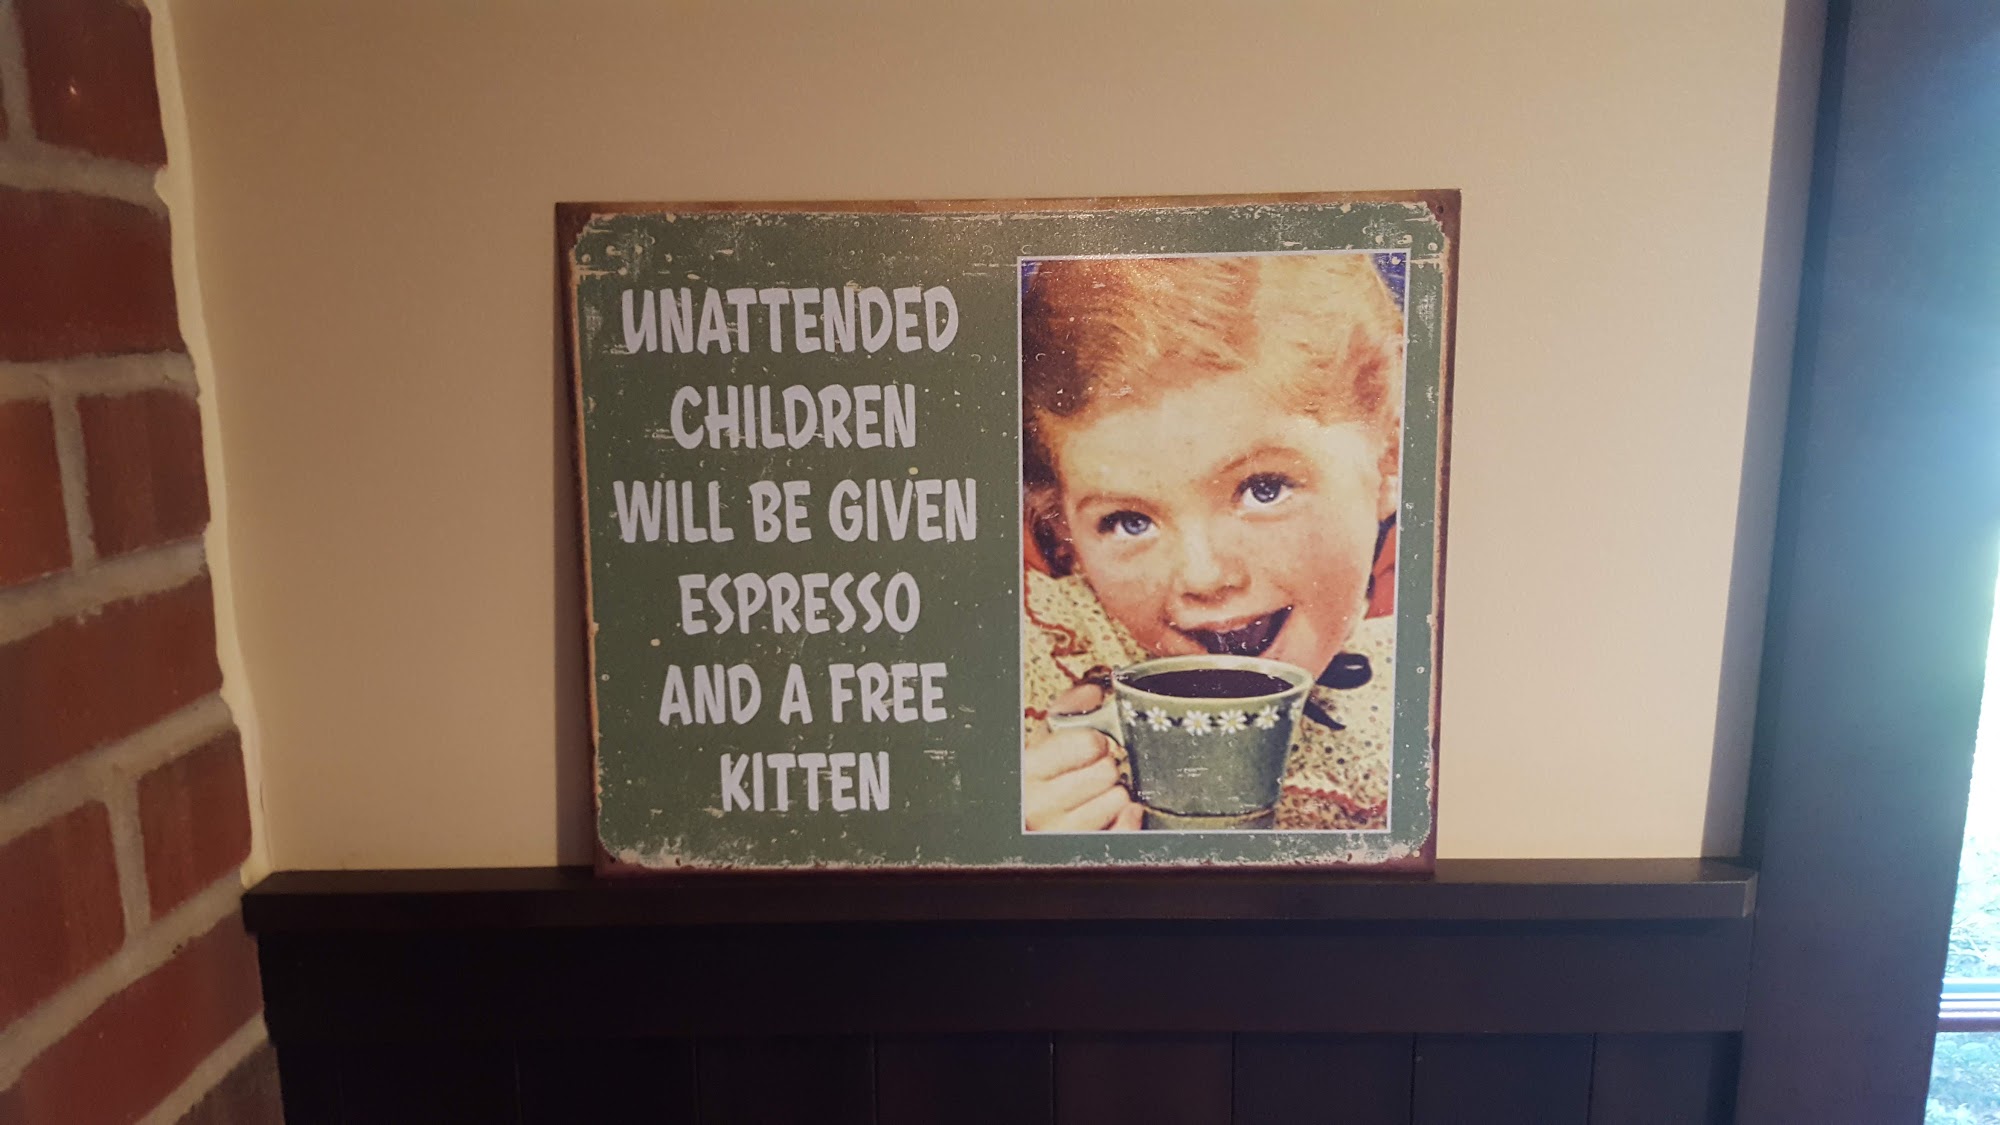 UNATTENDED
CHILDREN
WILL BE GIVEN
ESPRESSO
AND A FREE
KITTEN